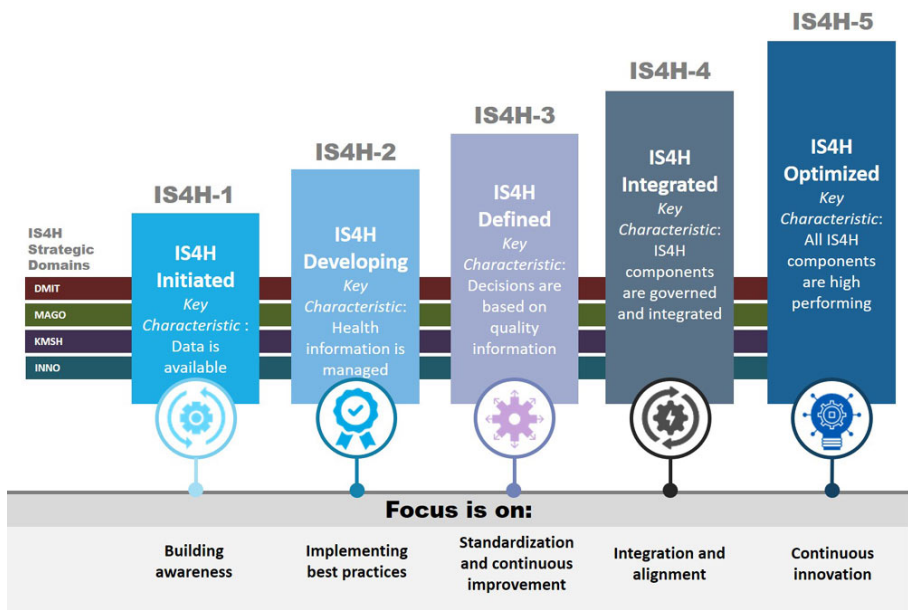 IS4H-1
IS4H
Initiated
Key
Characteristic :
Data is
available
IS4H-2
IS4H
Developing
Key
Characteristic:
Health
information is
managed
IS4H-3
IS4H
Defined
Key
Characteristic:
Decisions are
based on
quality
information
IS4H-4
IS4H
Integrated
Key
Characteristic:
IS4H
components
are governed
and integrated
IS4H-5
IS4H
Optimized
Key
Characteristic:
All IS4H
components
are high
performing
IS4H
Strategic
Domains
DMIT
MAGO
KMSH
INNO
Focus is on:
Building
awareness
Implementing
best practices
Standardization
and continuous
improvement
Integration and
alignment
Continuous
innovation